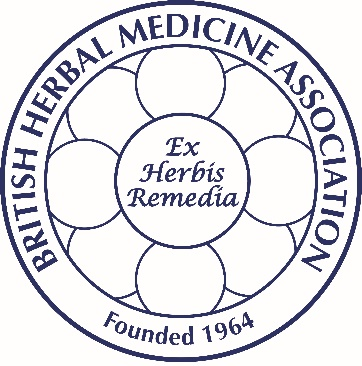 BRITISH HERBAL MEDICINE ASSOCIATION
Ex
Herbis
Remedia
Founded 1964